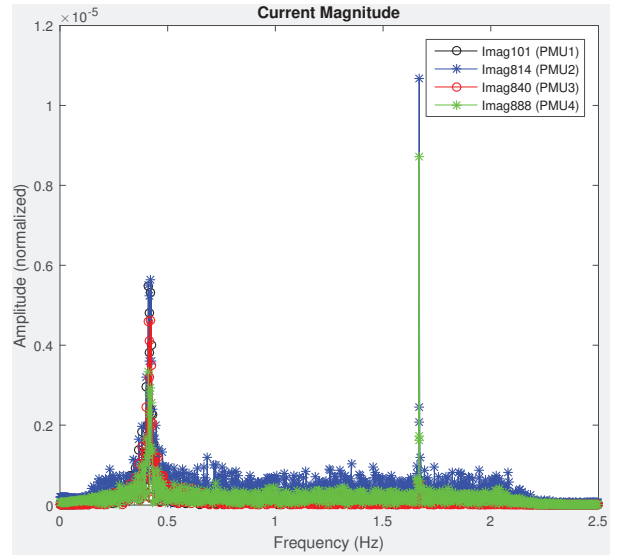 Current Magnitude
×10^-5
Imag101 (PMU1)
Imag814 (PMU2)
Imag840 (PMU3)
Imag888 (PMU4)
1.2
1
0.8
0.6
0.4
0.2
0
Amplitude (normalized)
0 0.5 1 1.5 2 2.5
Frequency (Hz)